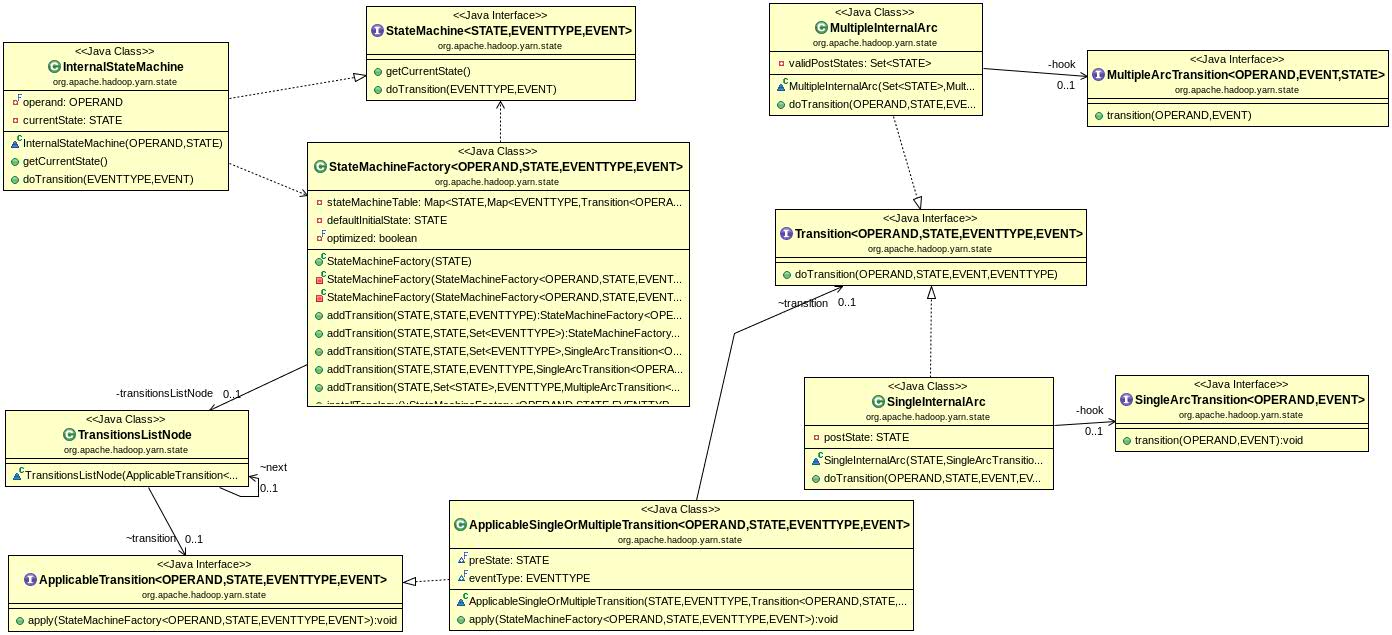 <<Java Interface>>
StateMachine<STATE,EVENTTYPE,EVENT>
org.apache.hadoop.yarn.state
getCurrentState()
doTransition(EVENTTYPE,EVENT)
<<Java Class>>
MultipleInternalArc
org.apache.hadoop.yarn.state
validPostStates: Set<STATE>
MultipleInternalArc(Set<STATE>,Mult...
doTransition(OPERAND,STATE,EVE...
-hook
0..1
<<Java Interface>>
MultipleArcTransition<OPERAND,EVENT,STATE>
org.apache.hadoop.yarn.state
transition(OPERAND,EVENT)
<<Java Class>>
InternalStateMachine
org.apache.hadoop.yarn.state
operand: OPERAND
currentState: STATE
InternalStateMachine(OPERAND,STATE)
getCurrentState()
doTransition(EVENTTYPE,EVENT)
<<Java Class>>
StateMachineFactory<OPERAND,STATE,EVENTTYPE,EVENT>
org.apache.hadoop.yarn.state
stateMachineTable: Map<STATE,Map<EVENTTYPE,Transition<OPERA...
defaultInitialState: STATE
optimized: boolean
StateMachineFactory(STATE)
StateMachineFactory(StateMachineFactory<OPERAND,STATE,EVENT...
StateMachineFactory(StateMachineFactory<OPERAND,STATE,EVENT...
addTransition(STATE,STATE,EVENTTYPE):StateMachineFactory<OPE...
addTransition(STATE,STATE,Set<EVENTTYPE>):StateMachineFactory...
addTransition(STATE,STATE,Set<EVENTTYPE>,SingleArcTransition<O...
addTransition(STATE,STATE,EVENTTYPE,SingleArcTransition<OPERA...
addTransition(STATE,Set<STATE>,EVENTTYPE,MultipleArcTransition<...
<<Java Interface>>
Transition<OPERAND,STATE,EVENTTYPE,EVENT>
org.apache.hadoop.yarn.state
doTransition(OPERAND,STATE,EVENT,EVENTTYPE)
~transition
0..1
-transitionsListNode
0..1
<<Java Class>>
TransitionsListNode
org.apache.hadoop.yarn.state
TransitionsListNode(ApplicableTransition<...
~next
0..1
<<Java Class>>
SingleInternalArc
org.apache.hadoop.yarn.state
postState: STATE
SingleInternalArc(STATE,SingleArcTransitio...
doTransition(OPERAND,STATE,EVENT,EV...
-hook
0..1
<<Java Interface>>
SingleArcTransition<OPERAND,EVENT>
org.apache.hadoop.yarn.state
transition(OPERAND,EVENT):void
~transition
0..1
<<Java Interface>>
ApplicableTransition<OPERAND,STATE,EVENTTYPE,EVENT>
org.apache.hadoop.yarn.state
apply(StateMachineFactory<OPERAND,STATE,EVENTTYPE,EVENT>):void
<<Java Class>>
ApplicableSingleOrMultipleTransition<OPERAND,STATE,EVENTTYPE,EVENT>
org.apache.hadoop.yarn.state
preState: STATE
eventType: EVENTTYPE
ApplicableSingleOrMultipleTransition(STATE,EVENTTYPE,Transition<OPERAND,STATE,...
apply(StateMachineFactory<OPERAND,STATE,EVENTTYPE,EVENT>):void